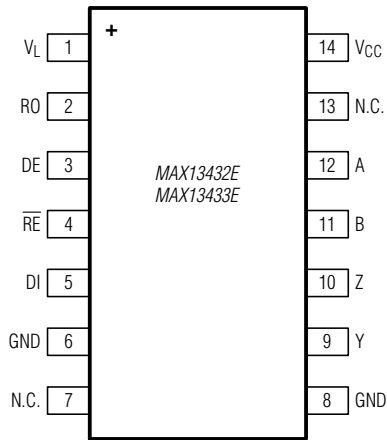 +
V_L 1 14 V_CC
RO 2 13 N.C.
DE 3 12 A
MAX13432E
MAX13433E
R̅E̅ 4 11 B
DI 5 10 Z
GND 6 9 Y
N.C. 7 8 GND